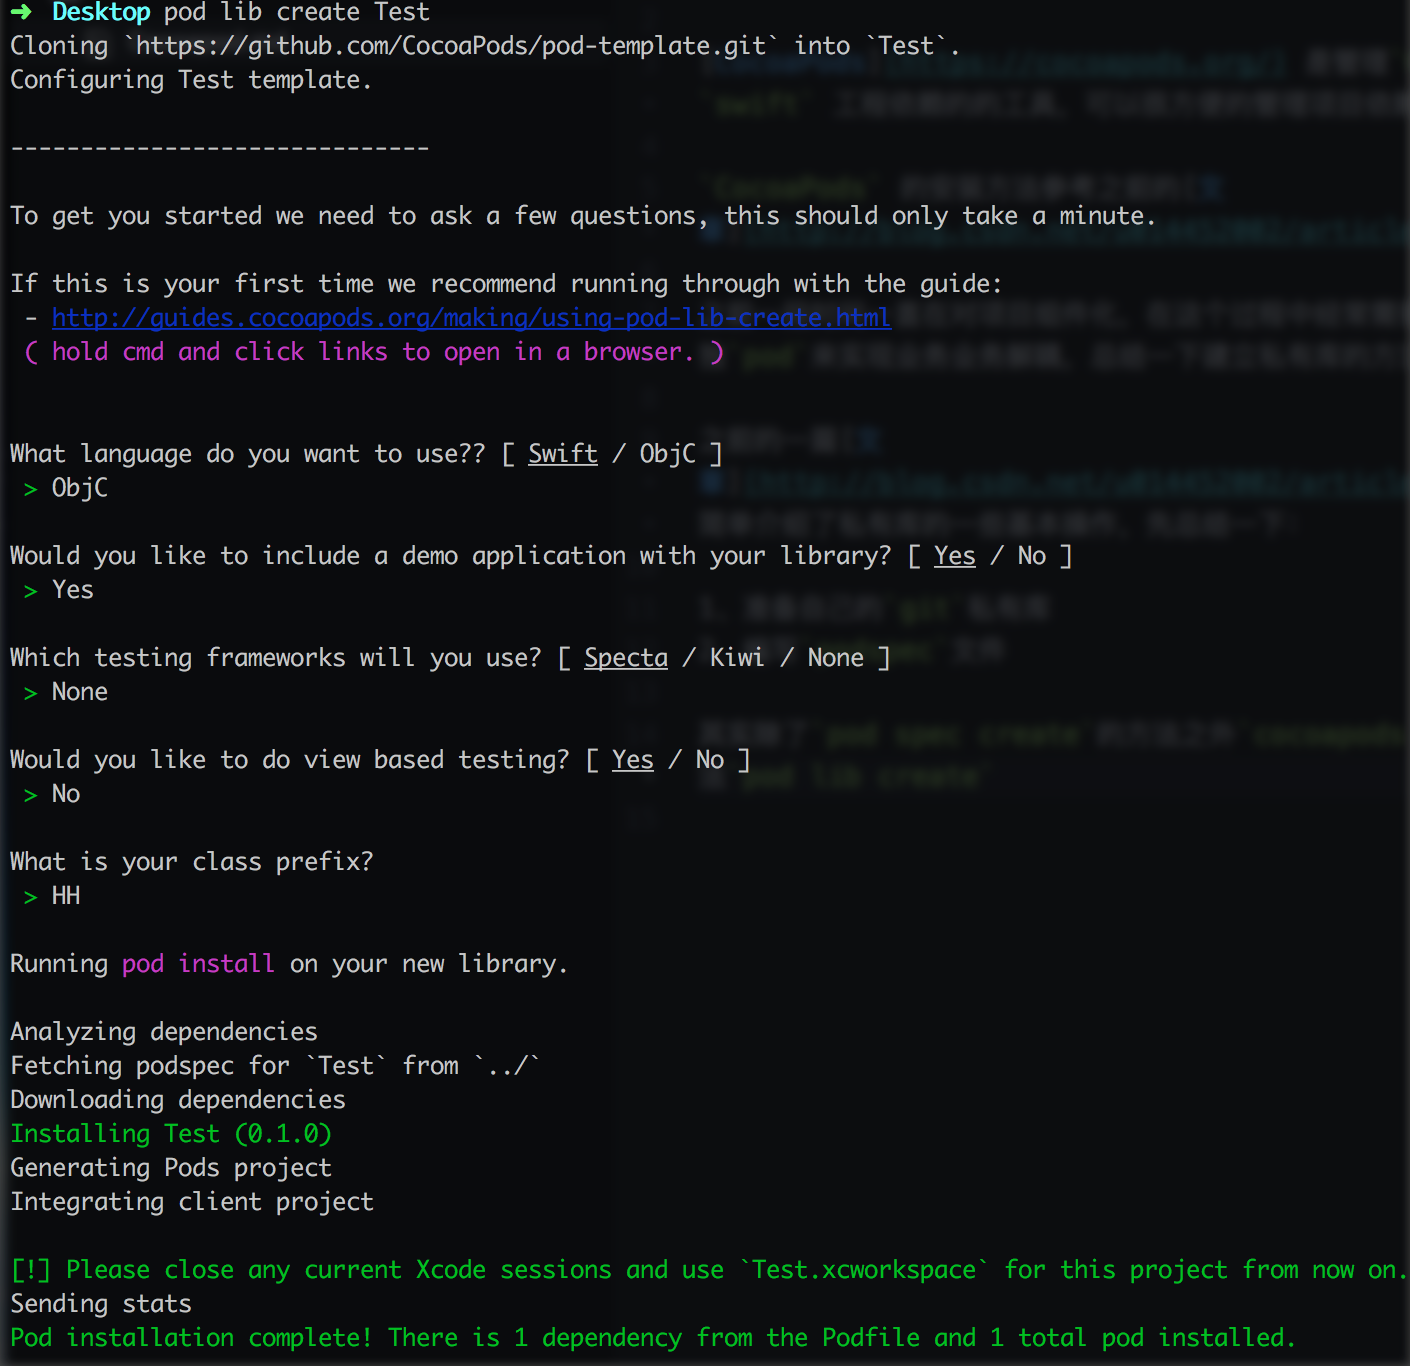 ➜ Desktop pod lib create Test
Cloning `https://github.com/CocoaPods/pod-template.git` into `Test`.
Configuring Test template.
------------------------------
To get you started we need to ask a few questions, this should only take a minute.
If this is your first time we recommend running through with the guide:
- http://guides.cocoapods.org/making/using-pod-lib-create.html
( hold cmd and click links to open in a browser. )
What language do you want to use?? [ Swift / ObjC ]
> ObjC
Would you like to include a demo application with your library? [ Yes / No ]
> Yes
Which testing frameworks will you use? [ Specta / Kiwi / None ]
> None
Would you like to do view based testing? [ Yes / No ]
> No
What is your class prefix?
> HH
Running pod install on your new library.
Analyzing dependencies
Fetching podspec for `Test` from `../`
Downloading dependencies
Installing Test (0.1.0)
Generating Pods project
Integrating client project
[!] Please close any current Xcode sessions and use `Test.xcworkspace` for this project from now on.
Sending stats
Pod installation complete! There is 1 dependency from the Podfile and 1 total pod installed.